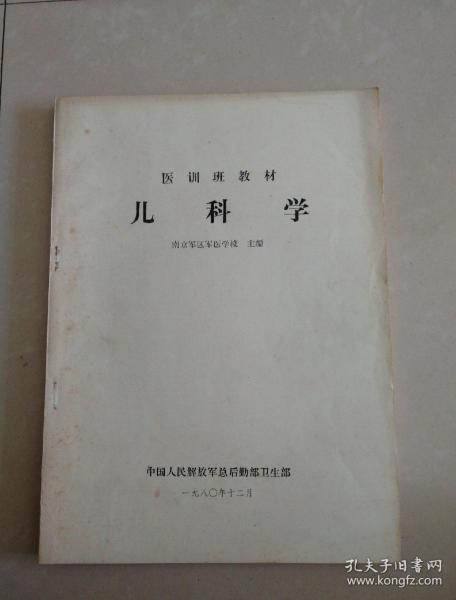 医训班教材
儿科学
南京军区军医学校 主编
中国人民解放军总后勤部卫生部
一九八〇年十二月
孔夫子旧书网
www.kongfz.com